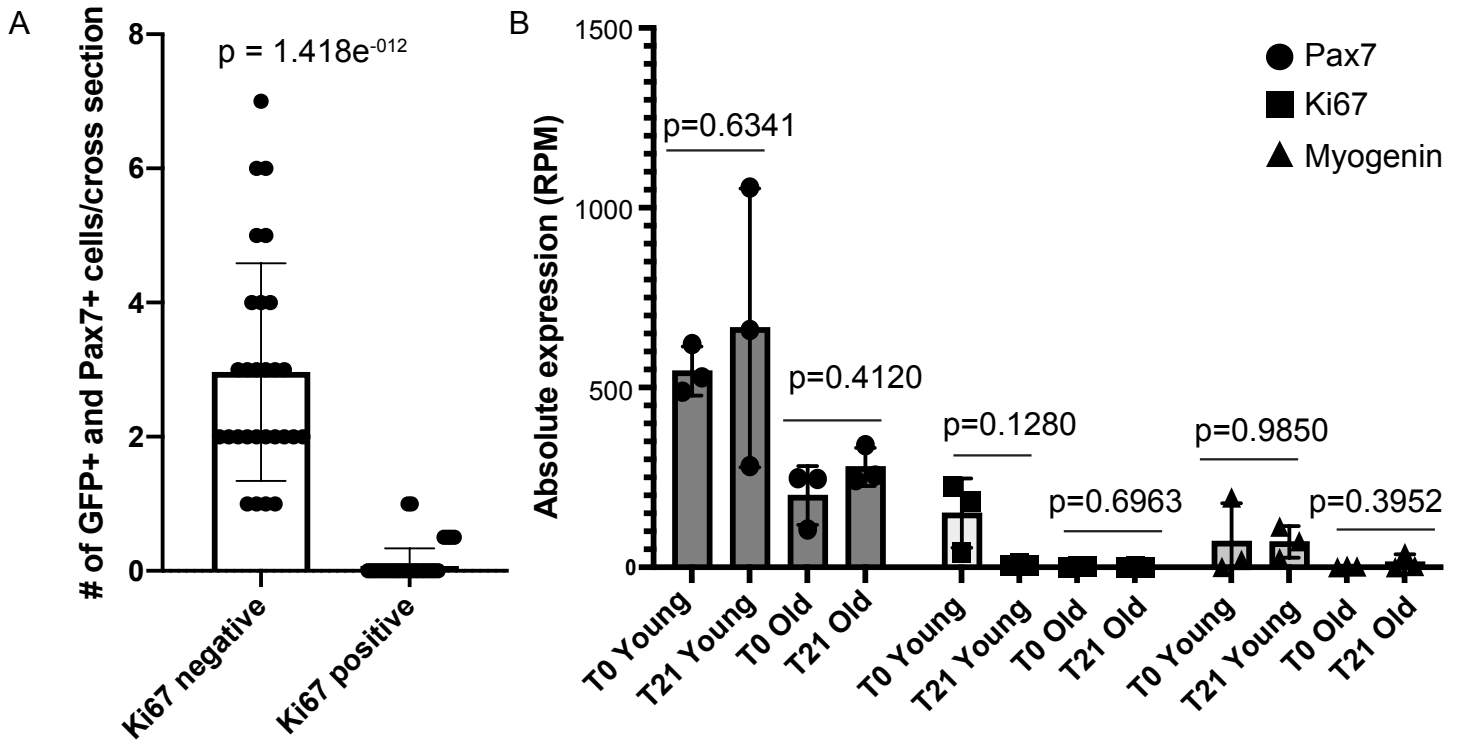 A
# of GFP+ and Pax7+ cells/cross section
8
6
4
2
0
p = 1.418e-012
Ki67 negative
Ki67 positive
B
Absolute expression (RPM)
1500
1000
500
0
Pax7
Ki67
Myogenin
p=0.6341
p=0.4120
p=0.1280
p=0.6963
p=0.9850
p=0.3952
T0 Young
T21 Young
T0 Old
T21 Old
T0 Young
T21 Young
T0 Old
T21 Old
T0 Young
T21 Young
T0 Old
T21 Old